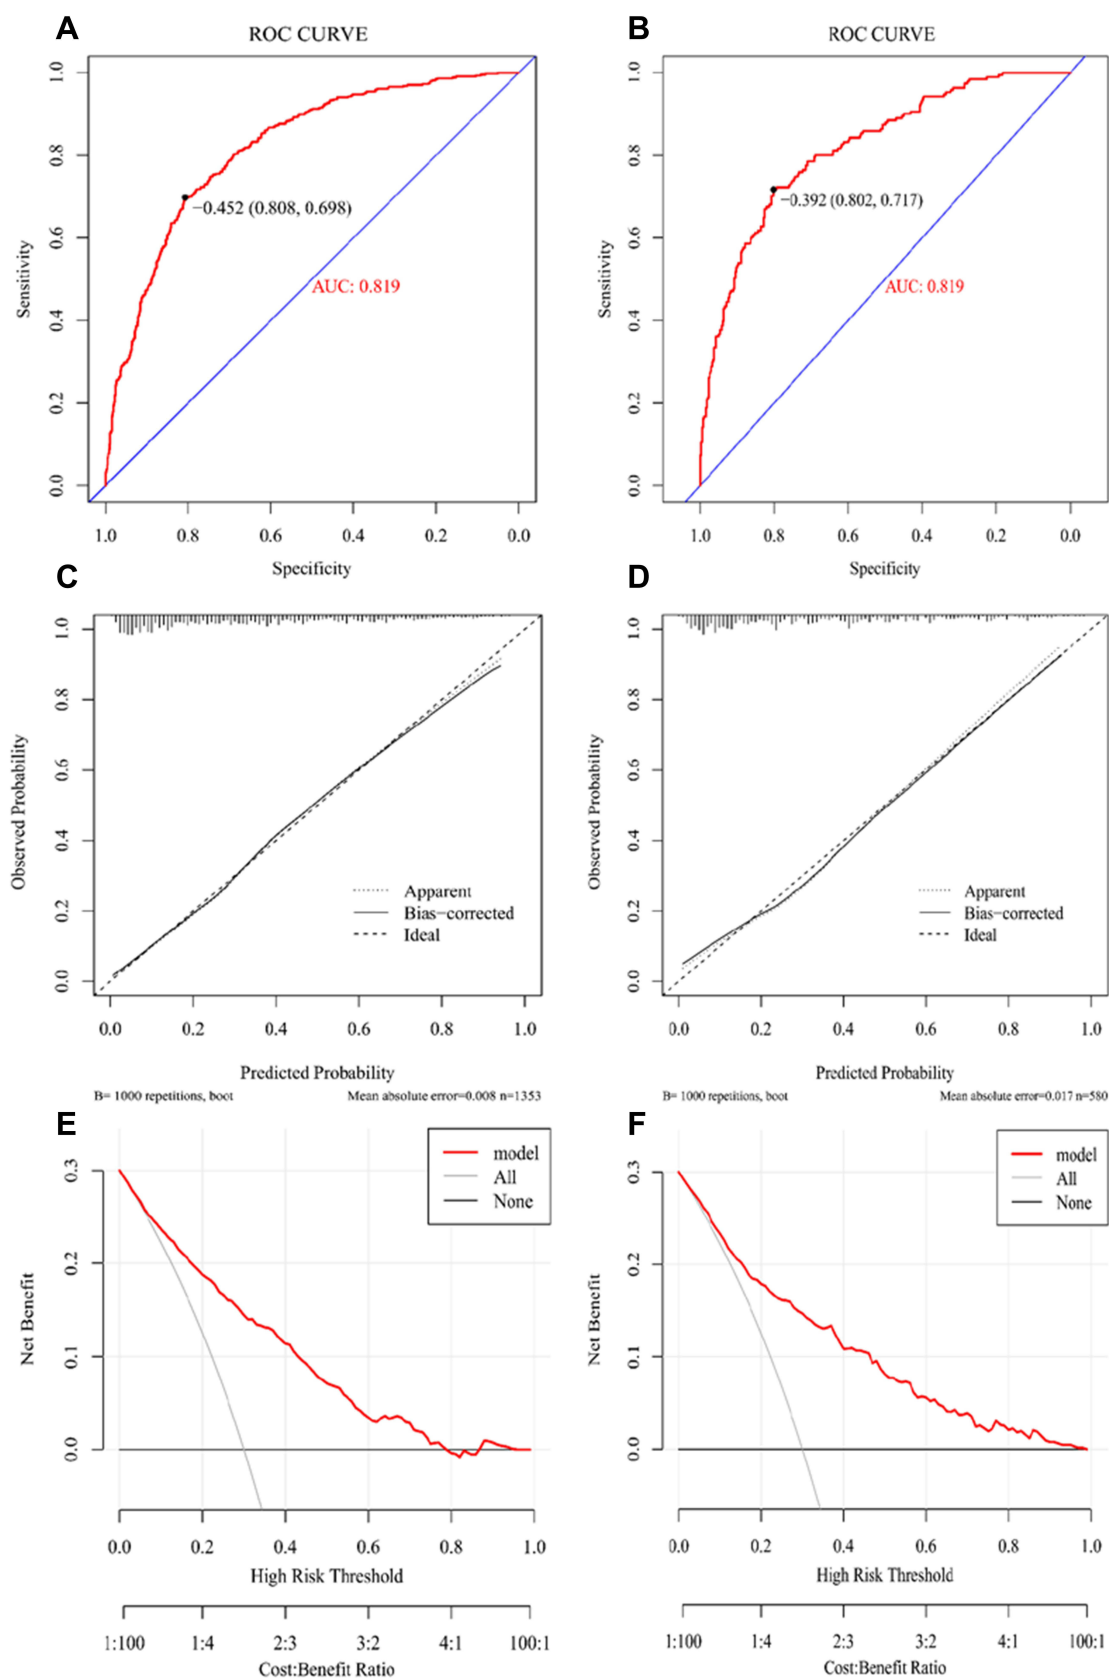 A
ROC CURVE
1.0
0.8
0.6
0.4
0.2
0.0
Sensitivity
−0.452 (0.808, 0.698)
AUC: 0.819
1.0 0.8 0.6 0.4 0.2 0.0
Specificity
B
ROC CURVE
1.0
0.8
0.6
0.4
0.2
0.0
Sensitivity
−0.392 (0.802, 0.717)
AUC: 0.819
1.0 0.8 0.6 0.4 0.2 0.0
Specificity
C
1.0
0.8
0.6
0.4
0.2
0.0
Observed Probability
Apparent
Bias−corrected
Ideal
0.0 0.2 0.4 0.6 0.8 1.0
Predicted Probability
B= 1000 repetitions, boot Mean absolute error=0.008 n=1353
D
1.0
0.8
0.6
0.4
0.2
0.0
Observed Probability
Apparent
Bias−corrected
Ideal
0.0 0.2 0.4 0.6 0.8 1.0
Predicted Probability
B= 1000 repetitions, boot Mean absolute error=0.017 n=580
E
0.3
0.2
0.1
0.0
Net Benefit
model
All
None
0.0 0.2 0.4 0.6 0.8 1.0
High Risk Threshold
1:100 1:4 2:3 3:2 4:1 100:1
Cost:Benefit Ratio
F
0.3
0.2
0.1
0.0
Net Benefit
model
All
None
0.0 0.2 0.4 0.6 0.8 1.0
High Risk Threshold
1:100 1:4 2:3 3:2 4:1 100:1
Cost:Benefit Ratio